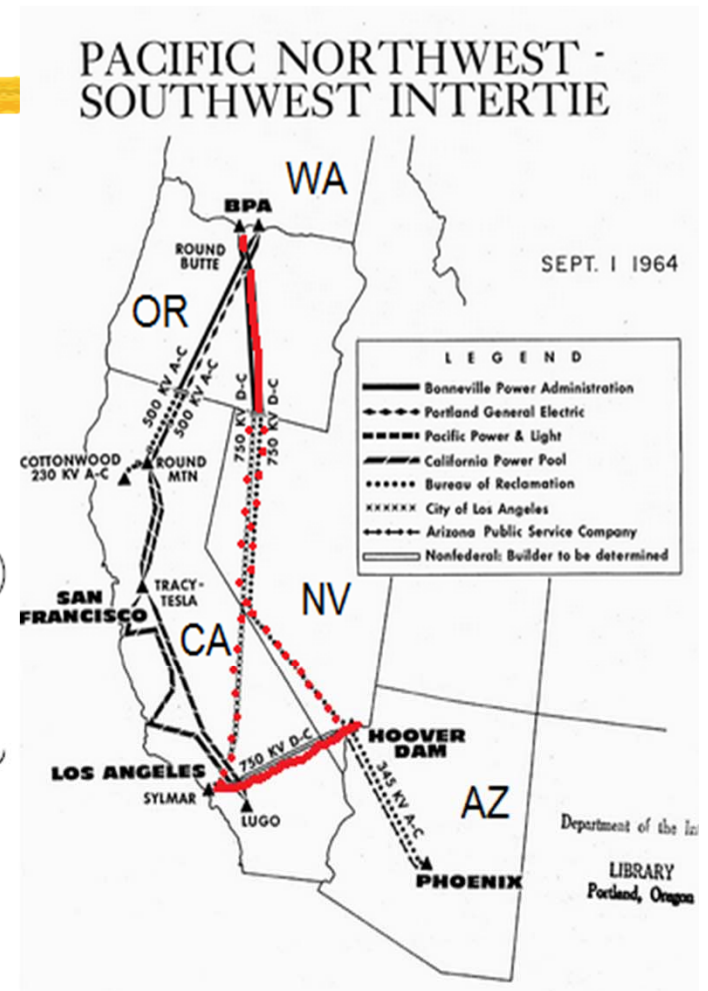 PACIFIC NORTHWEST -
SOUTHWEST INTERTIE
WA
BPA
ROUND
BUTTE
SEPT. 1 1964
OR
LEGEND
Bonneville Power Administration
Portland General Electric
Pacific Power & Light
California Power Pool
Bureau of Reclamation
City of Los Angeles
Arizona Public Service Company
Nonfederal: Builder to be determined
500 KV A-C
500 KV A-C
750 KV D-C
750 KV D-C
COTTONWOOD
230 KV A-C
ROUND
MTN
TRACY-
TESLA
SAN
FRANCISCO
NV
CA
750 KV D-C
HOOVER
DAM
LOS ANGELES
SYLMAR
LUGO
345 KV A-C
AZ
PHOENIX
Department of the
LIBRARY
Portland, Oregon